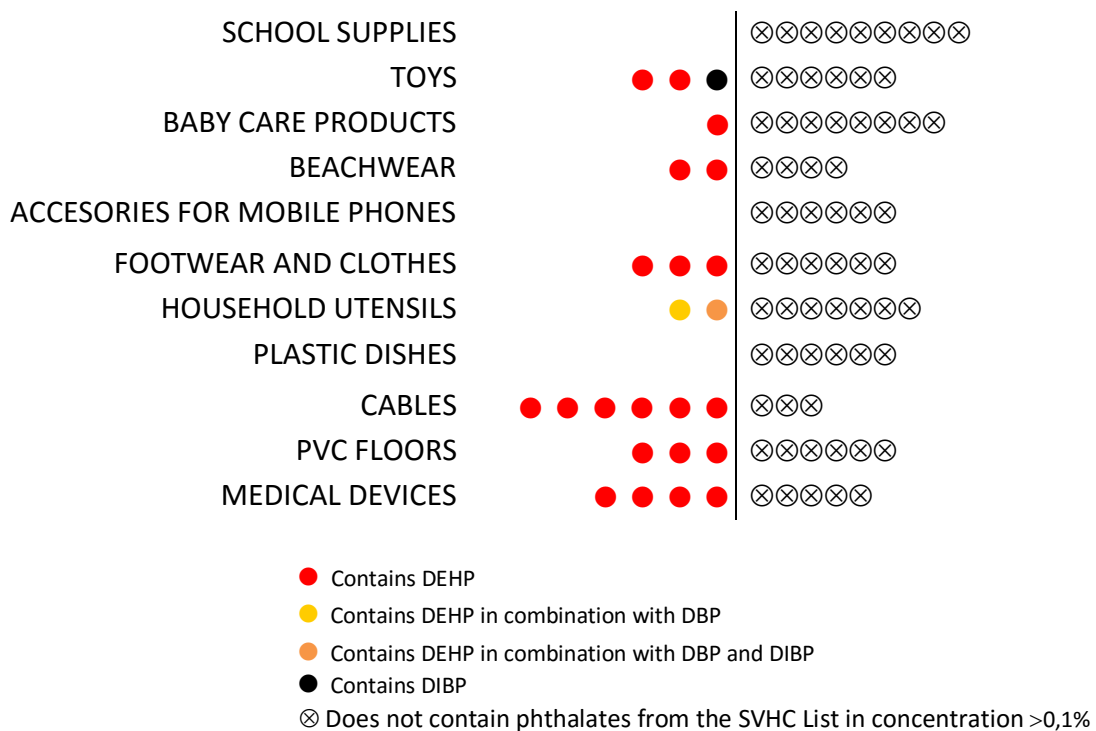 SCHOOL SUPPLIES
TOYS
BABY CARE PRODUCTS
BEACHWEAR
ACCESORIES FOR MOBILE PHONES
FOOTWEAR AND CLOTHES
HOUSEHOLD UTENSILS
PLASTIC DISHES
CABLES
PVC FLOORS
MEDICAL DEVICES
Contains DEHP
Contains DEHP in combination with DBP
Contains DEHP in combination with DBP and DIBP
Contains DIBP
Does not contain phthalates from the SVHC List in concentration >0,1%